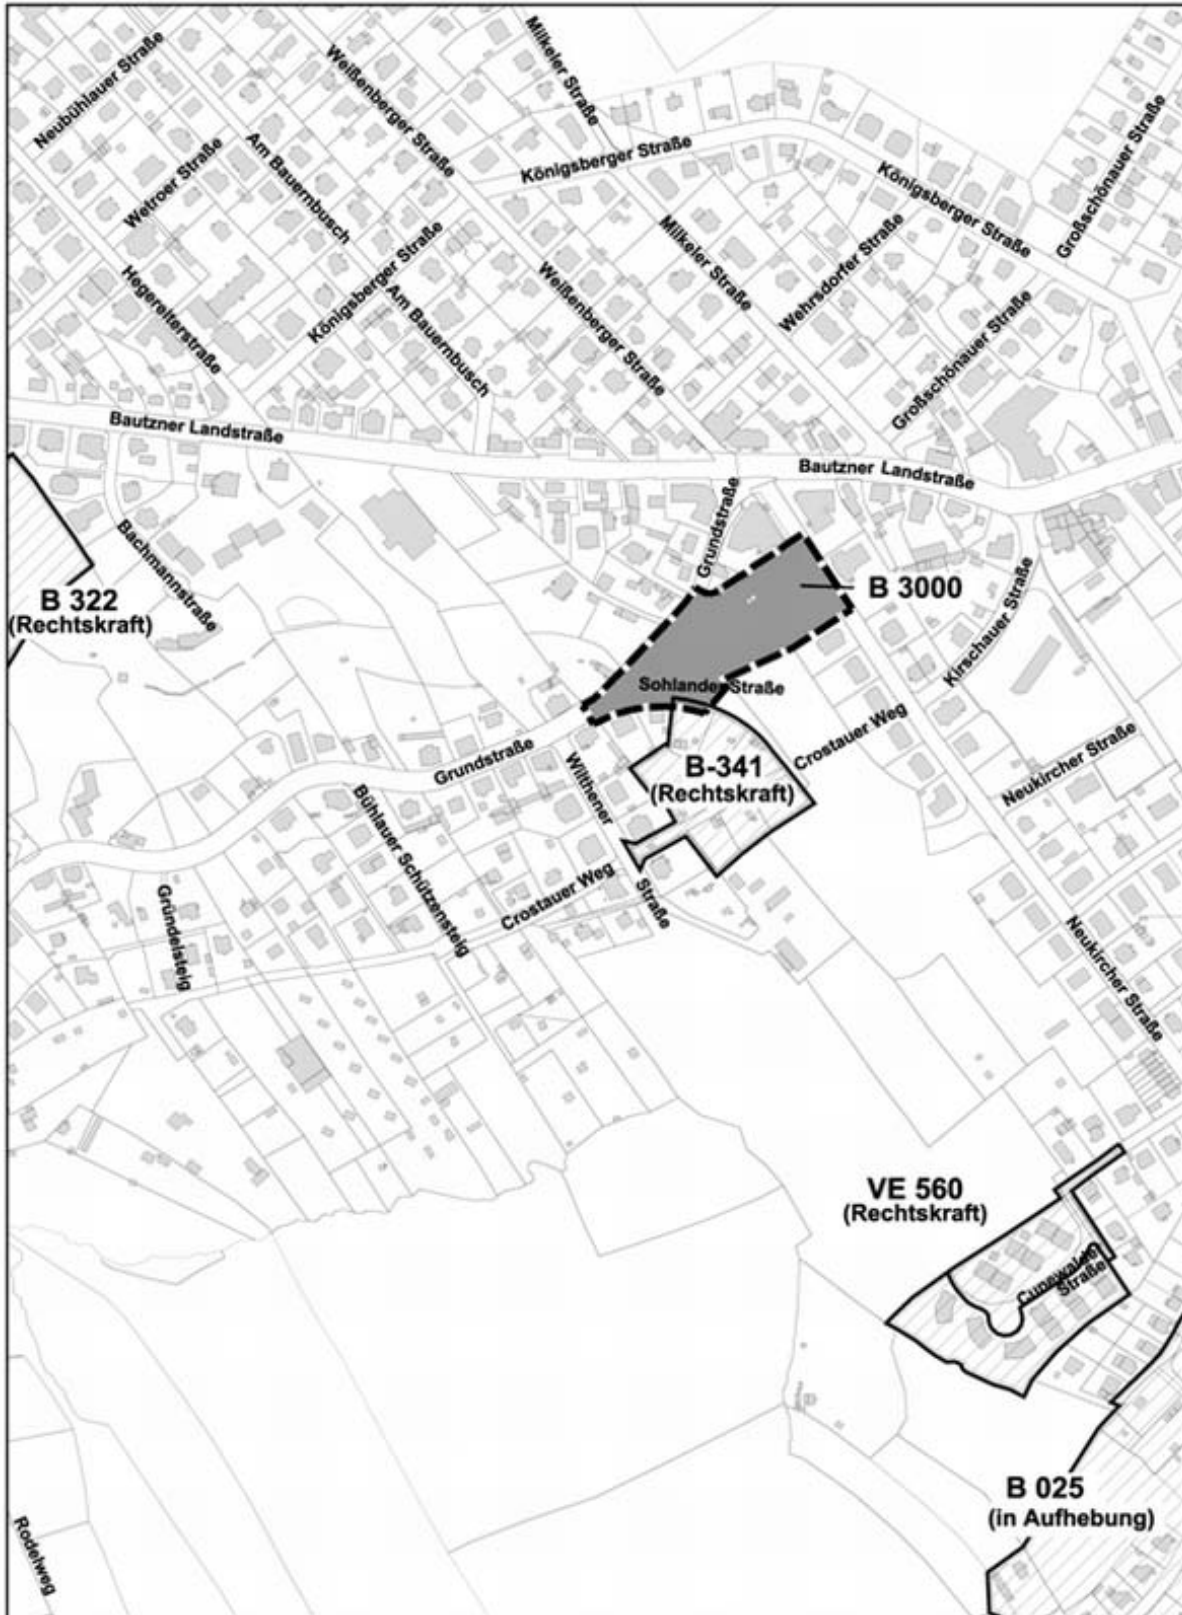 Milkeler Straße
Neubühlauer Straße
Weißenberger Straße
Großschönauer Straße
Wetroer Straße
Am Bauernbusch
Königsberger Straße
Königsberger Straße
Königsberger Straße
Milkeler Straße
Wehrsdorfer Straße
Hegereiterstraße
Am Bauernbusch
Weißenberger Straße
Großschönauer Straße
Bautzner Landstraße
Bautzner Landstraße
Grundstraße
Bachmannstraße
B 322
(Rechtskraft)
B 3000
Kirschauer Straße
Sohlander Straße
Grundstraße
Wilthener
Straße
B-341
(Rechtskraft)
Crostauer Weg
Neukircher Straße
Bühlauer Schützensteig
Crostauer Weg
Gründelsteig
Neukircher Straße
VE 560
(Rechtskraft)
Cunewalder
Straße
B 025
(in Aufhebung)
Rodelweg